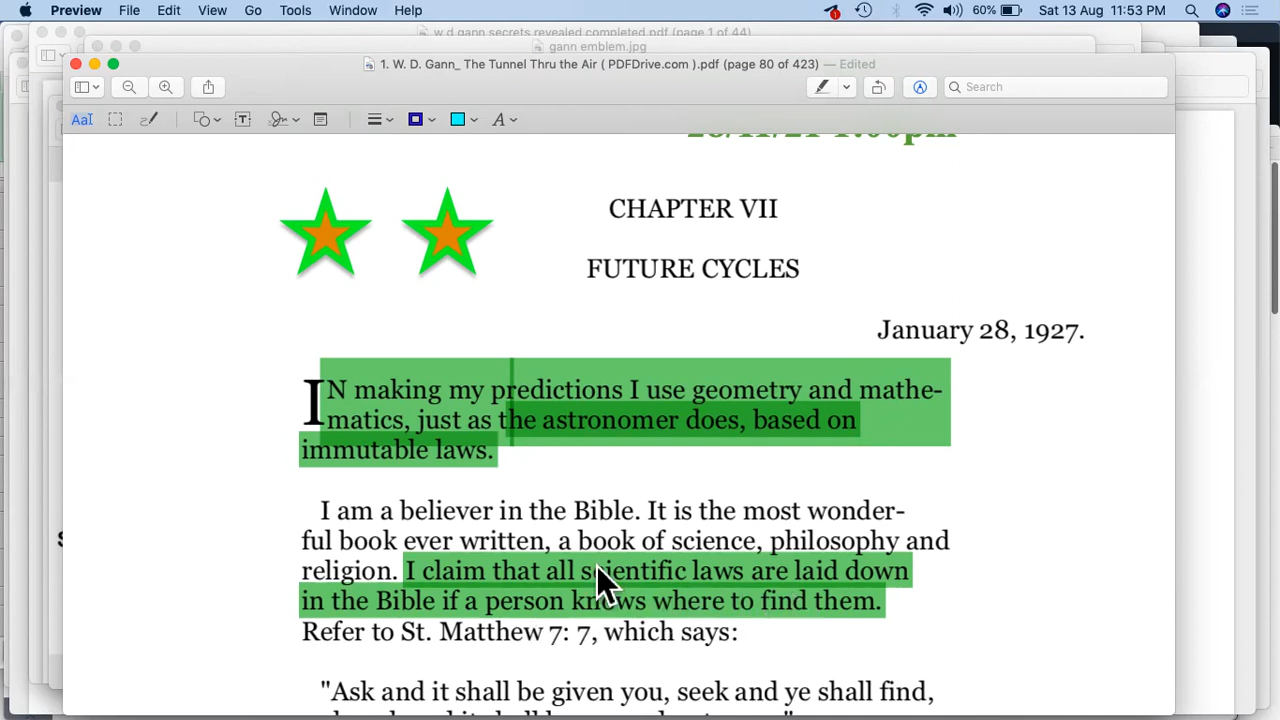 Preview File Edit View Go Tools Window Help 60% Sat 13 Aug 11:53 PM
w d gann secrets revealed completed pdf (page 1 of 44)
gann emblem.jpg
1. W. D. Gann_ The Tunnel Thru the Air ( PDFDrive.com ).pdf (page 80 of 423) — Edited
Search
AaI T A
CHAPTER VII
FUTURE CYCLES
January 28, 1927.
IN making my predictions I use geometry and mathe-
matics, just as the astronomer does, based on
immutable laws.
I am a believer in the Bible. It is the most wonder-
ful book ever written, a book of science, philosophy and
religion. I claim that all scientific laws are laid down
in the Bible if a person knows where to find them.
Refer to St. Matthew 7: 7, which says:
"Ask and it shall be given you, seek and ye shall find,